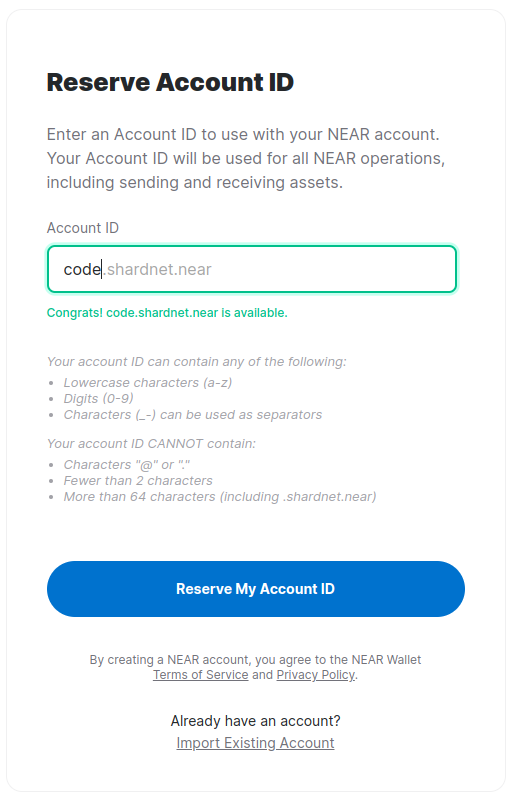 Reserve Account ID
Enter an Account ID to use with your NEAR account.
Your Account ID will be used for all NEAR operations,
including sending and receiving assets.
Account ID
code.shardnet.near
Congrats! code.shardnet.near is available.
Your account ID can contain any of the following:
• Lowercase characters (a-z)
• Digits (0-9)
• Characters (_-) can be used as separators
Your account ID CANNOT contain:
• Characters "@" or "."
• Fewer than 2 characters
• More than 64 characters (including .shardnet.near)
Reserve My Account ID
By creating a NEAR account, you agree to the NEAR Wallet
Terms of Service and Privacy Policy.
Already have an account?
Import Existing Account